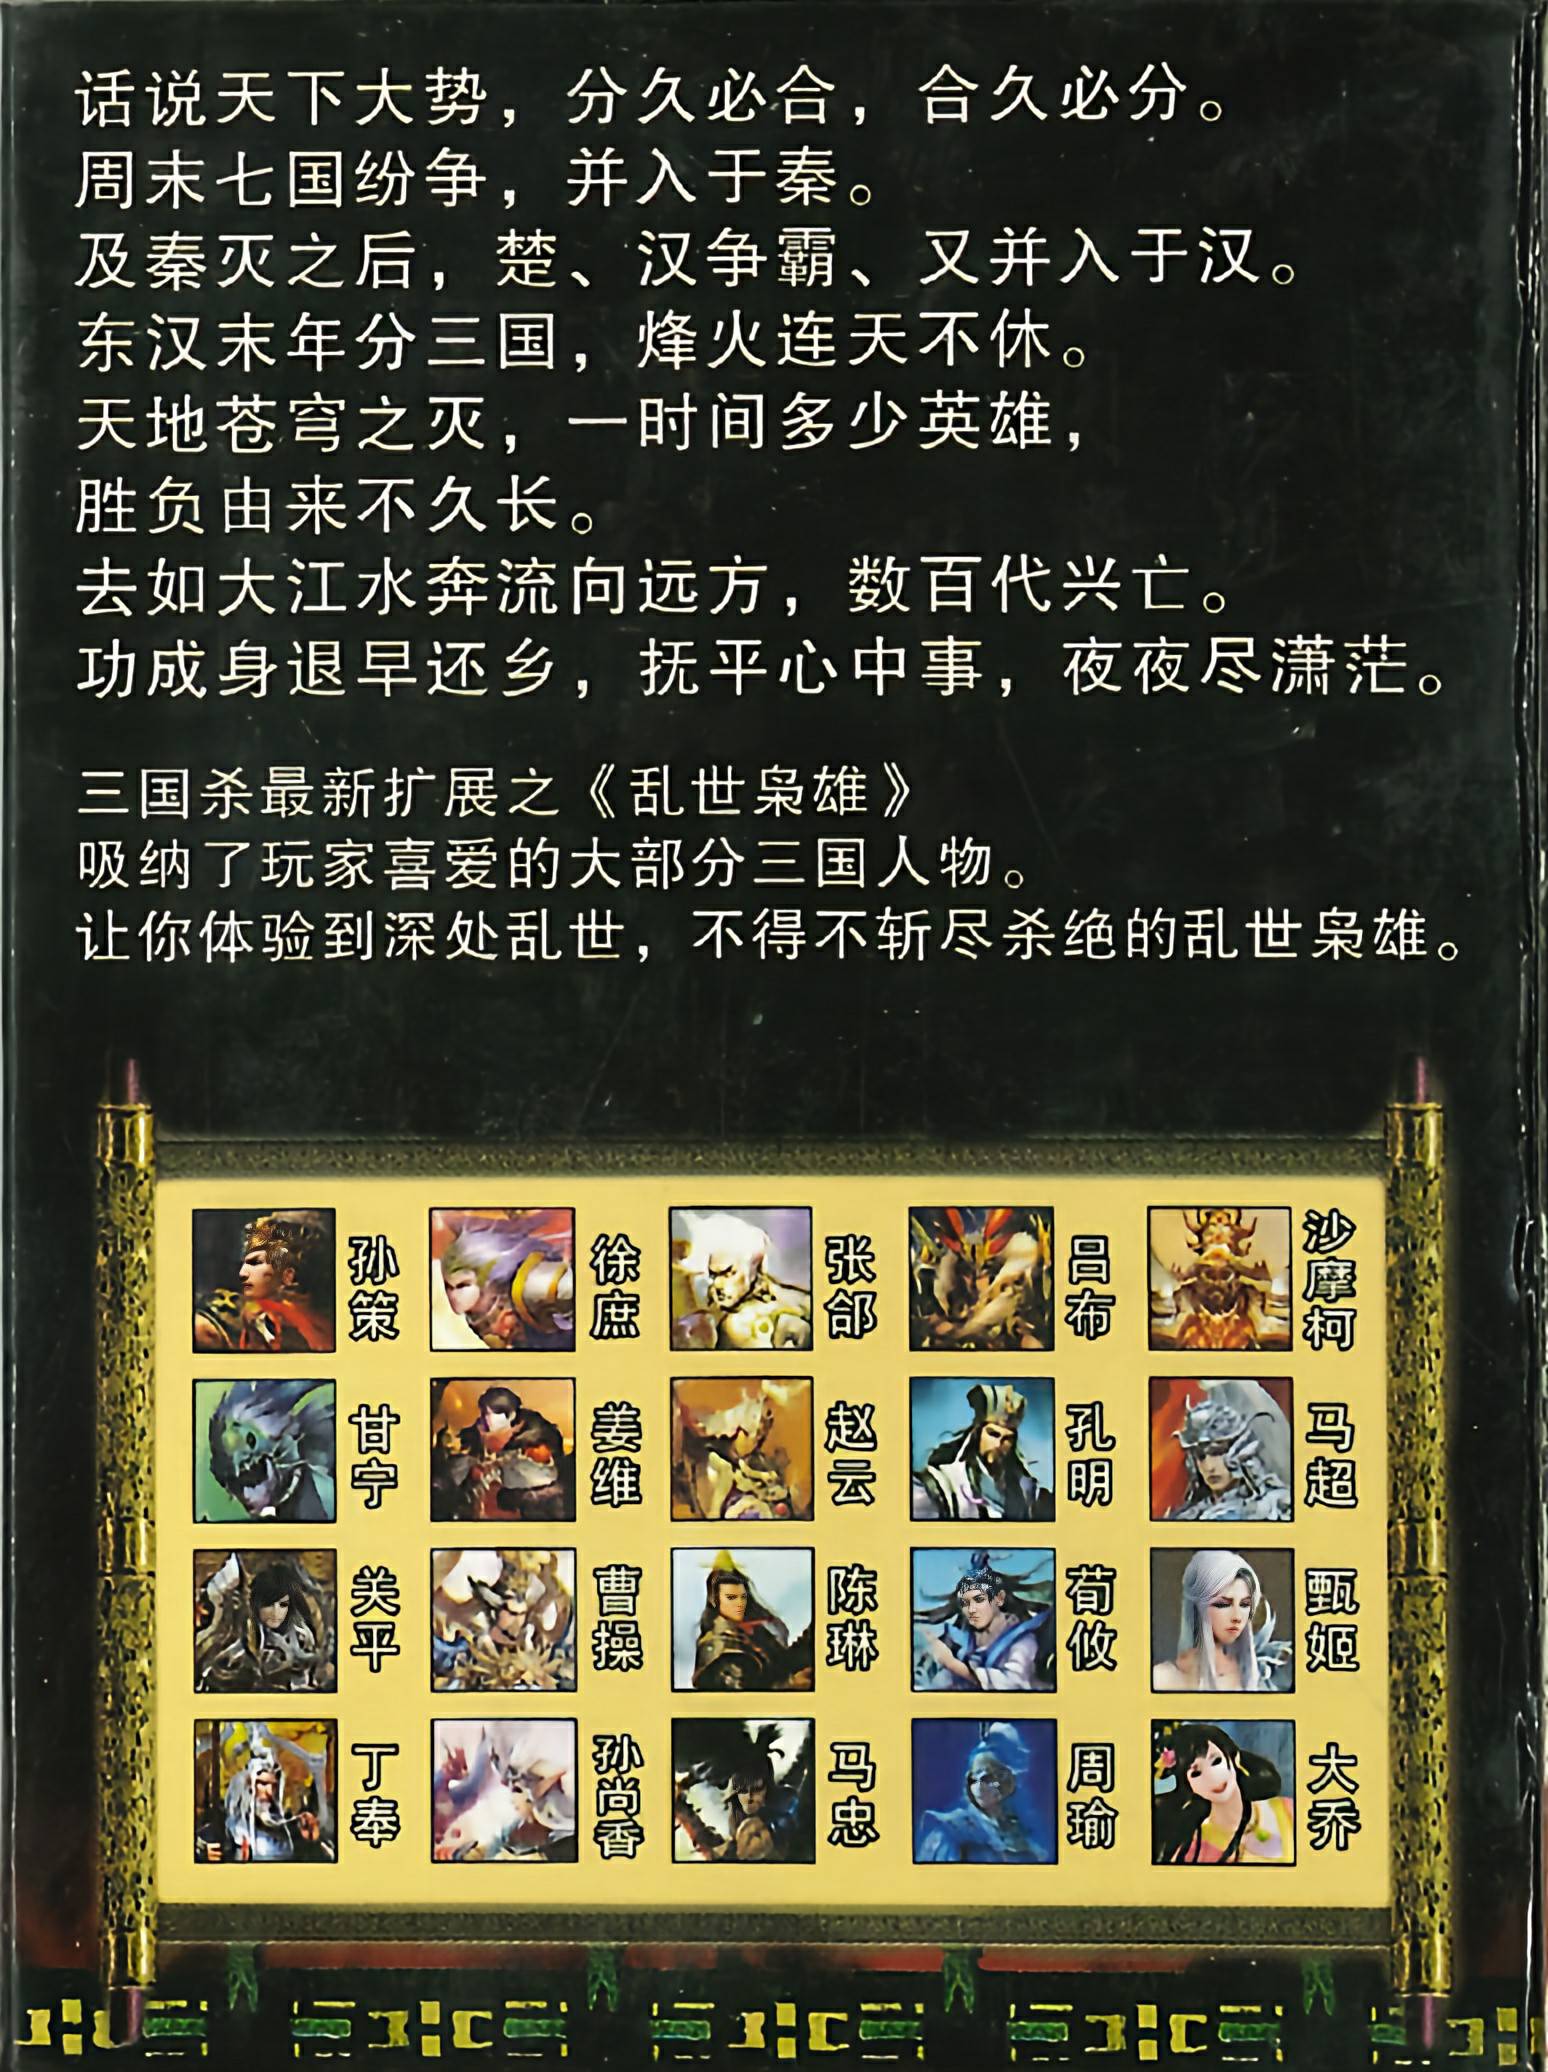 话说天下大势，分久必合，合久必分。
周末七国纷争，并入于秦。
及秦灭之后，楚、汉争霸、又并入于汉。
东汉末年分三国，烽火连天不休。
天地苍穹之灭，一时间多少英雄，
胜负由来不久长。
去如大江水奔流向远方，数百代兴亡。
功成身退早还乡，抚平心中事，夜夜尽潇茫。
三国杀最新扩展之《乱世枭雄》
吸纳了玩家喜爱的大部分三国人物。
让你体验到深处乱世，不得不斩尽杀绝的乱世枭雄。
孙策
徐庶
张郃
吕布
沙摩柯
甘宁
姜维
赵云
孔明
马超
关平
曹操
陈琳
荀攸
甄姬
丁奉
孙尚香
马忠
周瑜
大乔